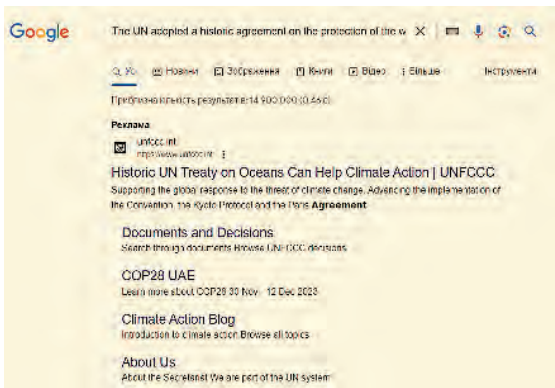 Google
The UN adopted a historic agreement on the protection of the w
Новини Зображення Книги Відео Більше Інструменти
Приблизна кількість результатів: 14 900 000 (0,46 с)
Реклама
unfccc.int
https://www.unfccc.int
Historic UN Treaty on Oceans Can Help Climate Action | UNFCCC
Supporting the global response to the threat of climate change. Advancing the implementation of
the Convention, the Kyoto Protocol and the Paris Agreement.
Documents and Decisions
Search through documents Browse UNFCCC decisions
COP28 UAE
Learn more about COP28 30 Nov - 12 Dec 2023
Climate Action Blog
Introduction to climate action Browse all topics
About Us
About the Secretariat We are part of the UN system